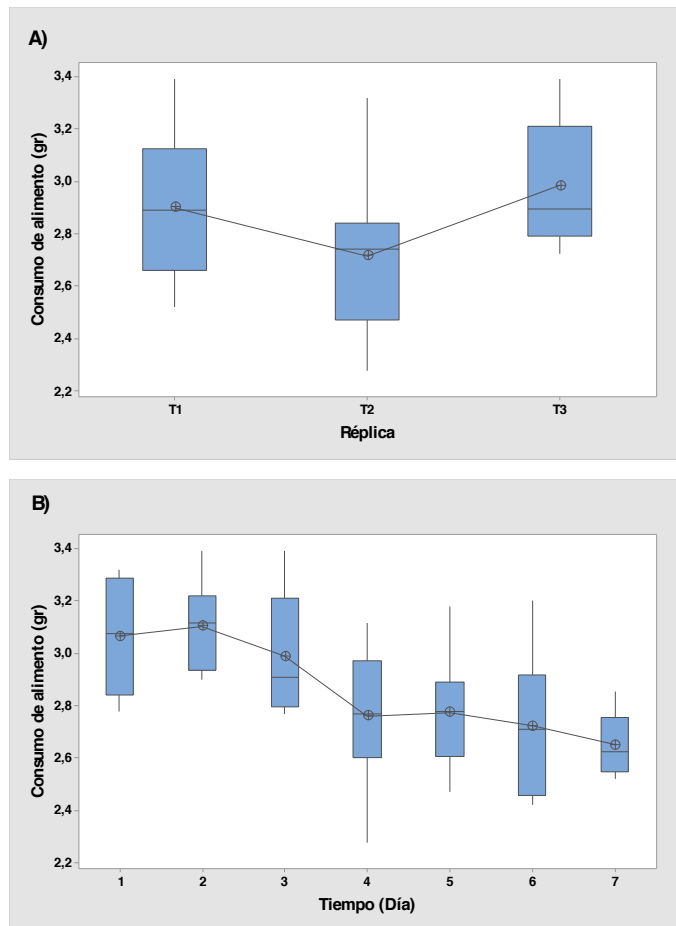 A)
Consumo de alimento (gr)
3,4
3,2
3,0
2,8
2,6
2,4
2,2
T1 T2 T3
Réplica
B)
Consumo de alimento (gr)
3,4
3,2
3,0
2,8
2,6
2,4
2,2
1 2 3 4 5 6 7
Tiempo (Día)